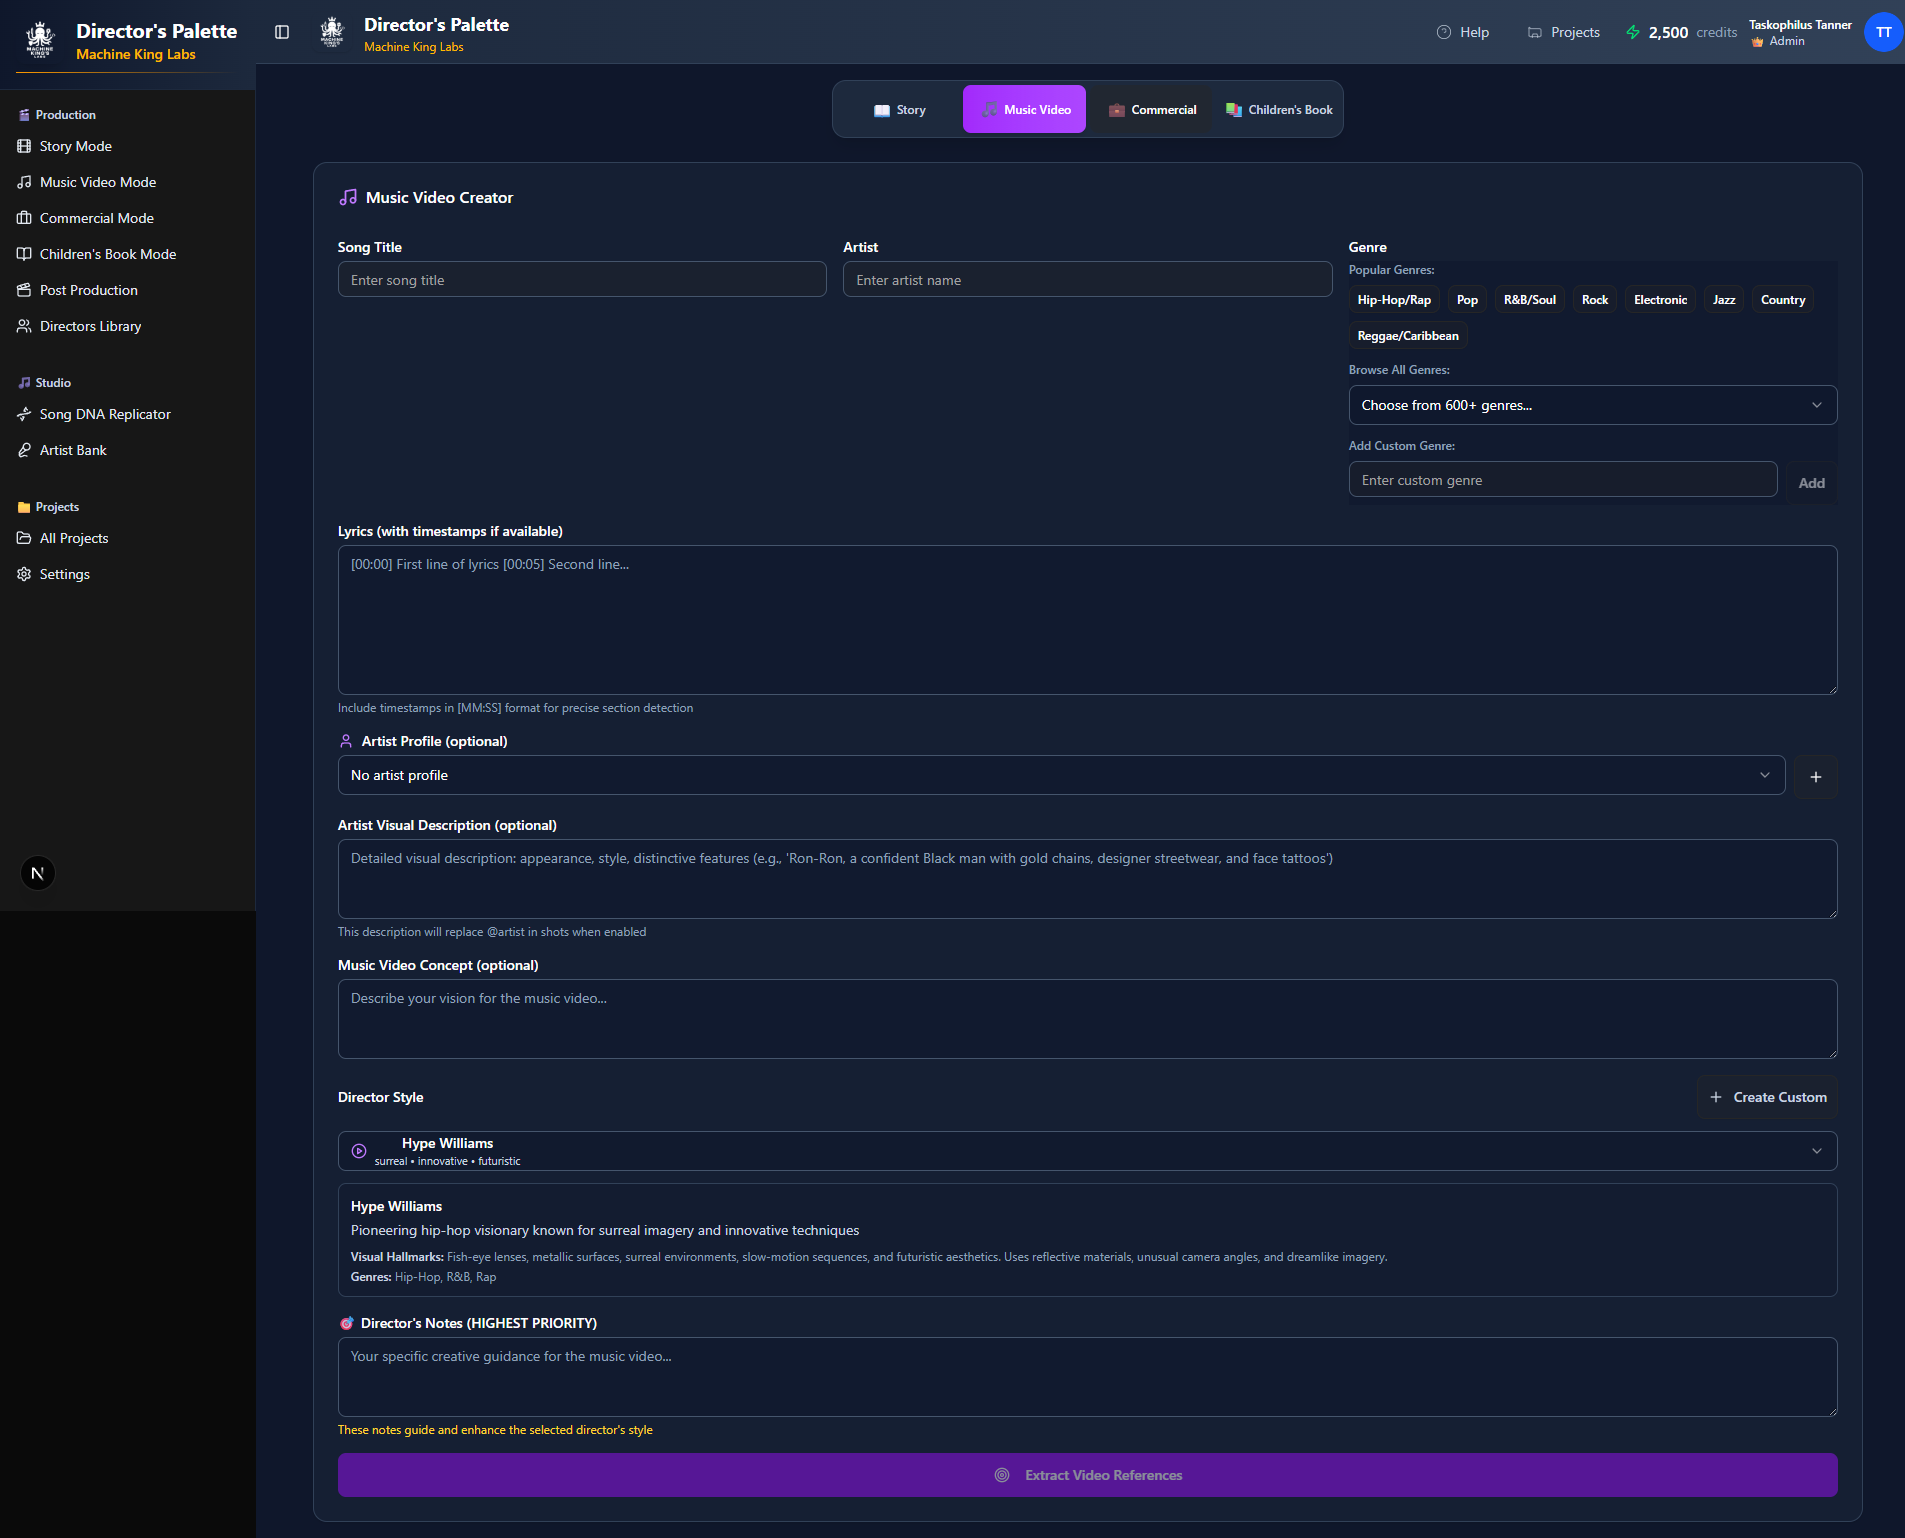 Director's Palette
Machine King Labs
MACHINE
KING'S
LABS
Production
Story Mode
Music Video Mode
Commercial Mode
Children's Book Mode
Post Production
Directors Library
Studio
Song DNA Replicator
Artist Bank
Projects
All Projects
Settings
N
MACHINE
KING'S
LABS
Director's Palette
Machine King Labs
Help
Projects
2,500 credits
Taskophilus Tanner
Admin
TT
Story
Music Video
Commercial
Children's Book
Music Video Creator
Song Title
Enter song title
Artist
Enter artist name
Genre
Popular Genres:
Hip-Hop/Rap Pop R&B/Soul Rock Electronic Jazz Country
Reggae/Caribbean
Browse All Genres:
Choose from 600+ genres...
Add Custom Genre:
Enter custom genre
Add
Lyrics (with timestamps if available)
[00:00] First line of lyrics [00:05] Second line...
Include timestamps in [MM:SS] format for precise section detection
Artist Profile (optional)
No artist profile
Artist Visual Description (optional)
Detailed visual description: appearance, style, distinctive features (e.g., 'Ron-Ron, a confident Black man with gold chains, designer streetwear, and face tattoos')
This description will replace @artist in shots when enabled
Music Video Concept (optional)
Describe your vision for the music video...
Director Style
+ Create Custom
Hype Williams
surreal • innovative • futuristic
Hype Williams
Pioneering hip-hop visionary known for surreal imagery and innovative techniques
Visual Hallmarks: Fish-eye lenses, metallic surfaces, surreal environments, slow-motion sequences, and futuristic aesthetics. Uses reflective materials, unusual camera angles, and dreamlike imagery.
Genres: Hip-Hop, R&B, Rap
Director's Notes (HIGHEST PRIORITY)
Your specific creative guidance for the music video...
These notes guide and enhance the selected director's style
Extract Video References